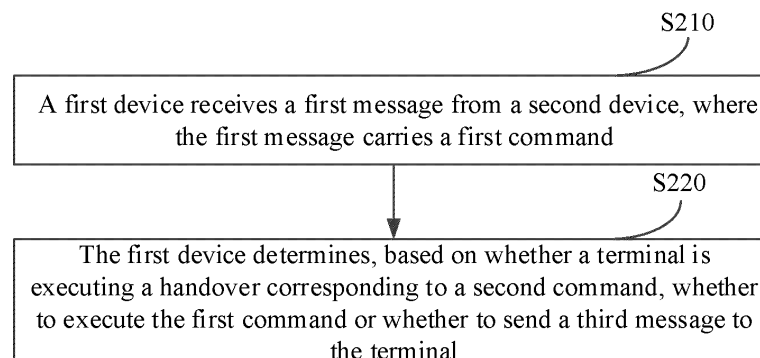 S210
A first device receives a first message from a second device, where
the first message carries a first command
S220
The first device determines, based on whether a terminal is
executing a handover corresponding to a second command, whether
to execute the first command or whether to send a third message to
the terminal